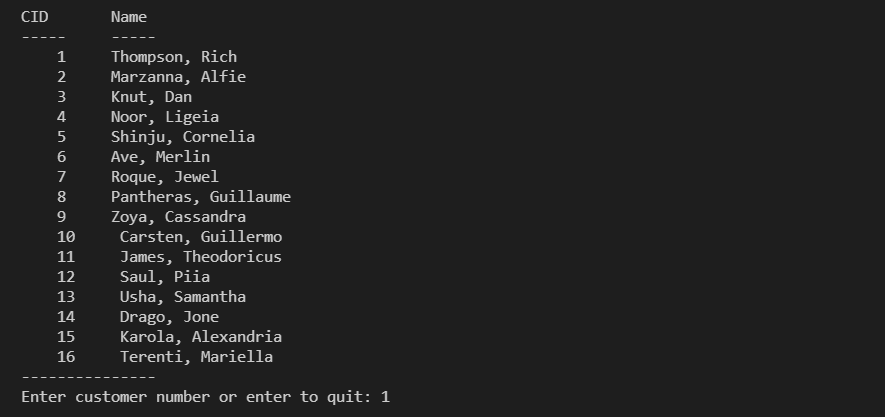 CID       Name
-----     -----
    1     Thompson, Rich
    2     Marzanna, Alfie
    3     Knut, Dan
    4     Noor, Ligeia
    5     Shinju, Cornelia
    6     Ave, Merlin
    7     Roque, Jewel
    8     Pantheras, Guillaume
    9     Zoya, Cassandra
    10     Carsten, Guillermo
    11     James, Theodoricus
    12     Saul, Piia
    13     Usha, Samantha
    14     Drago, Jone
    15     Karola, Alexandria
    16     Terenti, Mariella
---------------
Enter customer number or enter to quit: 1